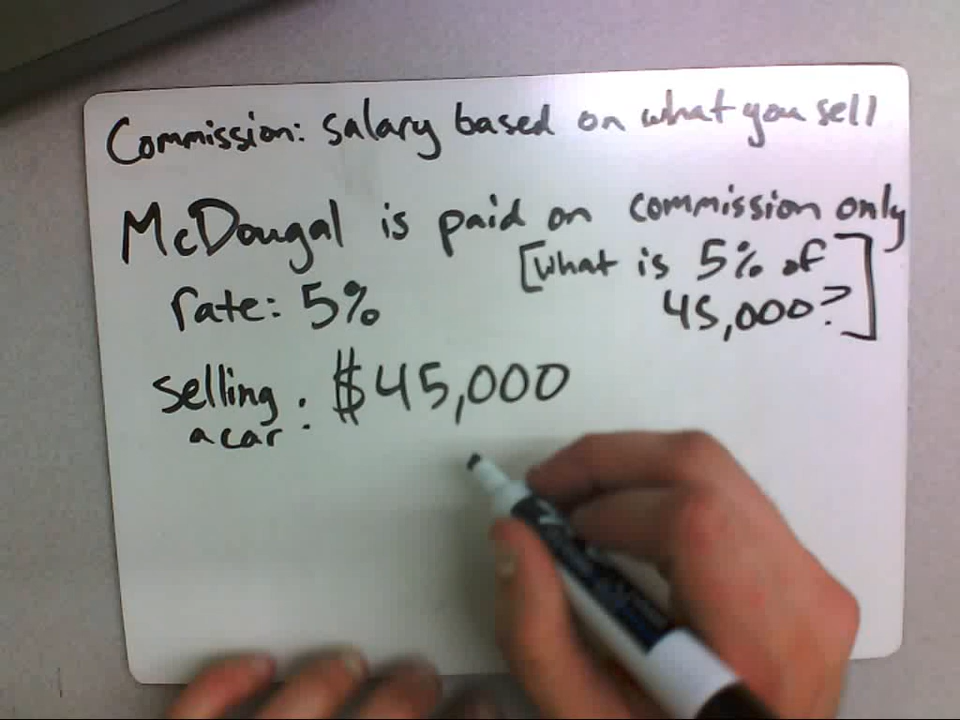 Commission: salary based on what you sell
McDougal is paid on commission only
rate: 5%
[What is 5% of
45,000?]
selling : $45,000
a car